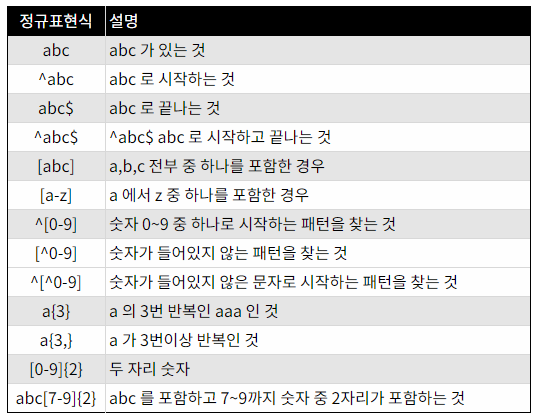 정규표현식 설명
abc abc 가 있는 것
^abc abc 로 시작하는 것
abc$ abc 로 끝나는 것
^abc$ ^abc$ abc 로 시작하고 끝나는 것
[abc] a,b,c 전부 중 하나를 포함한 경우
[a-z] a 에서 z 중 하나를 포함한 경우
^[0-9] 숫자 0~9 중 하나로 시작하는 패턴을 찾는 것
[^0-9] 숫자가 들어있지 않는 패턴을 찾는 것
^[^0-9] 숫자가 들어있지 않은 문자로 시작하는 패턴을 찾는 것
a{3} a 의 3번 반복인 aaa 인 것
a{3,} a 가 3번이상 반복인 것
[0-9]{2} 두 자리 숫자
abc[7-9]{2} abc 를 포함하고 7~9까지 숫자 중 2자리가 포함하는 것